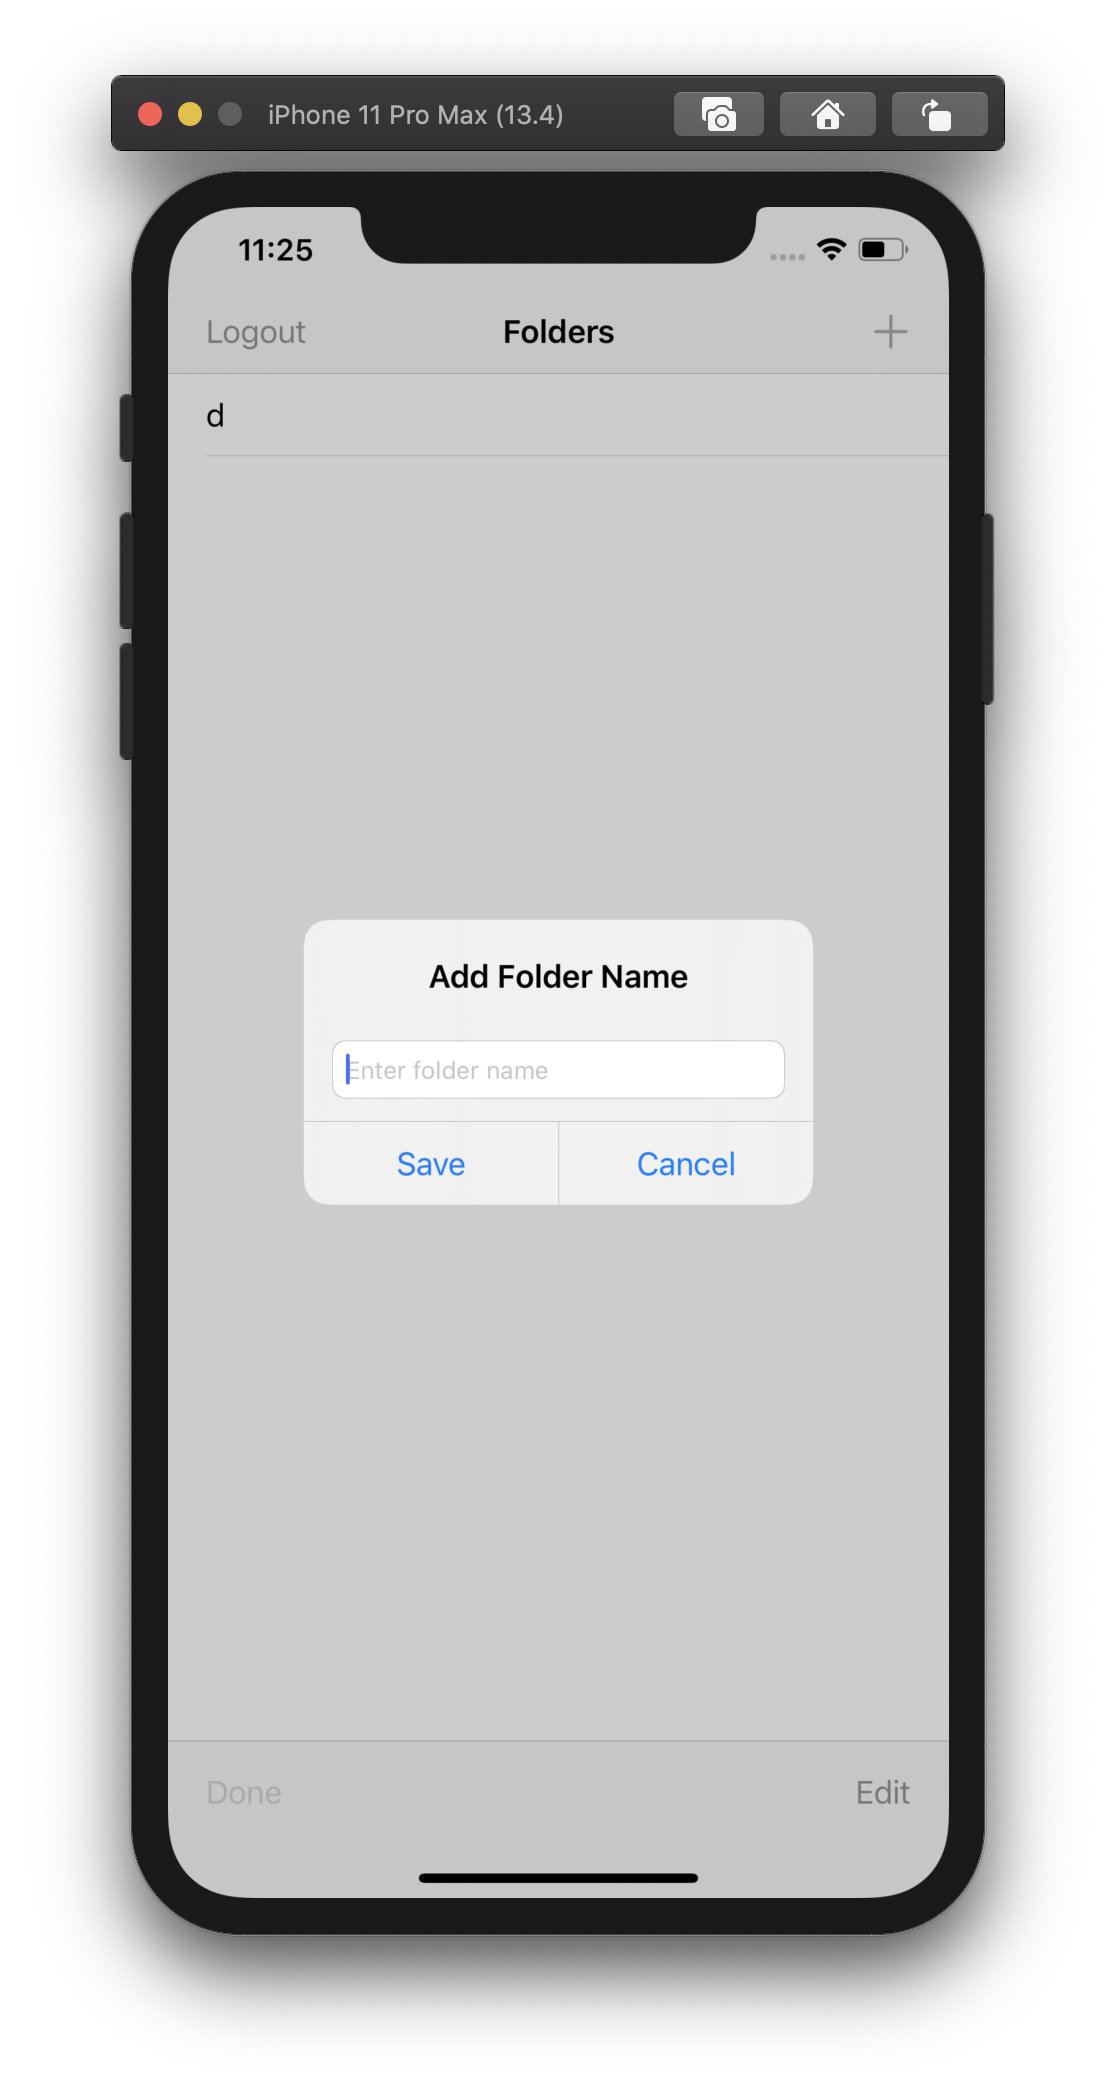 iPhone 11 Pro Max (13.4)
11:25
Logout Folders +
d
Add Folder Name
Enter folder name
Save Cancel
Done Edit